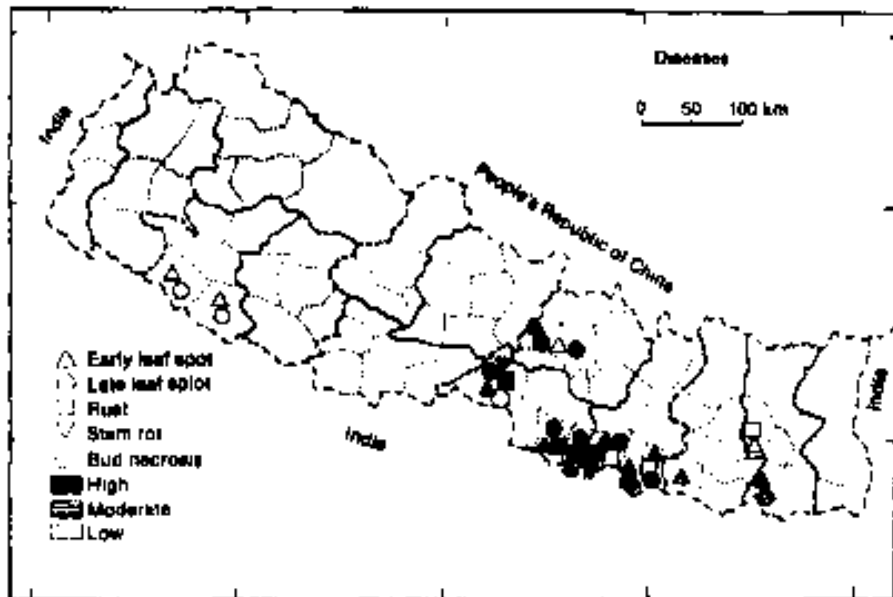 Diseases
0 50 100 km
India
People's Republic of China
India
India
Early leaf spot
Late leaf spot
Rust
Stem rot
Bud necrosis
High
Moderate
Low